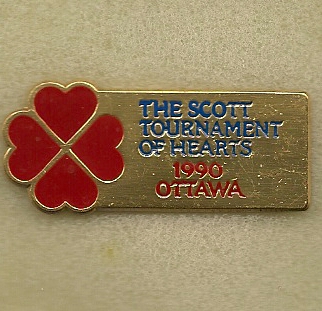 THE SCOTT
TOURNAMENT
OF HEARTS
1990
OTTAWA